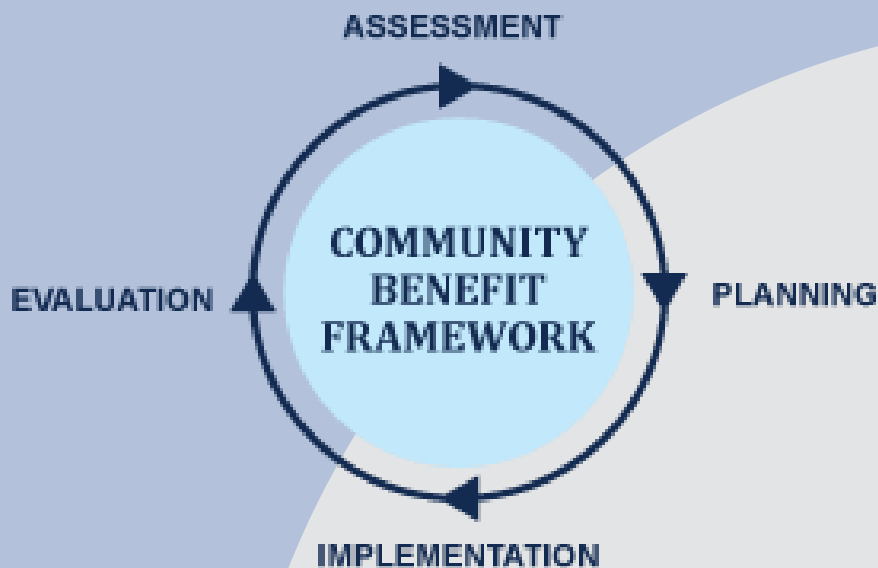 ASSESSMENT
COMMUNITY
BENEFIT
FRAMEWORK
EVALUATION
PLANNING
IMPLEMENTATION